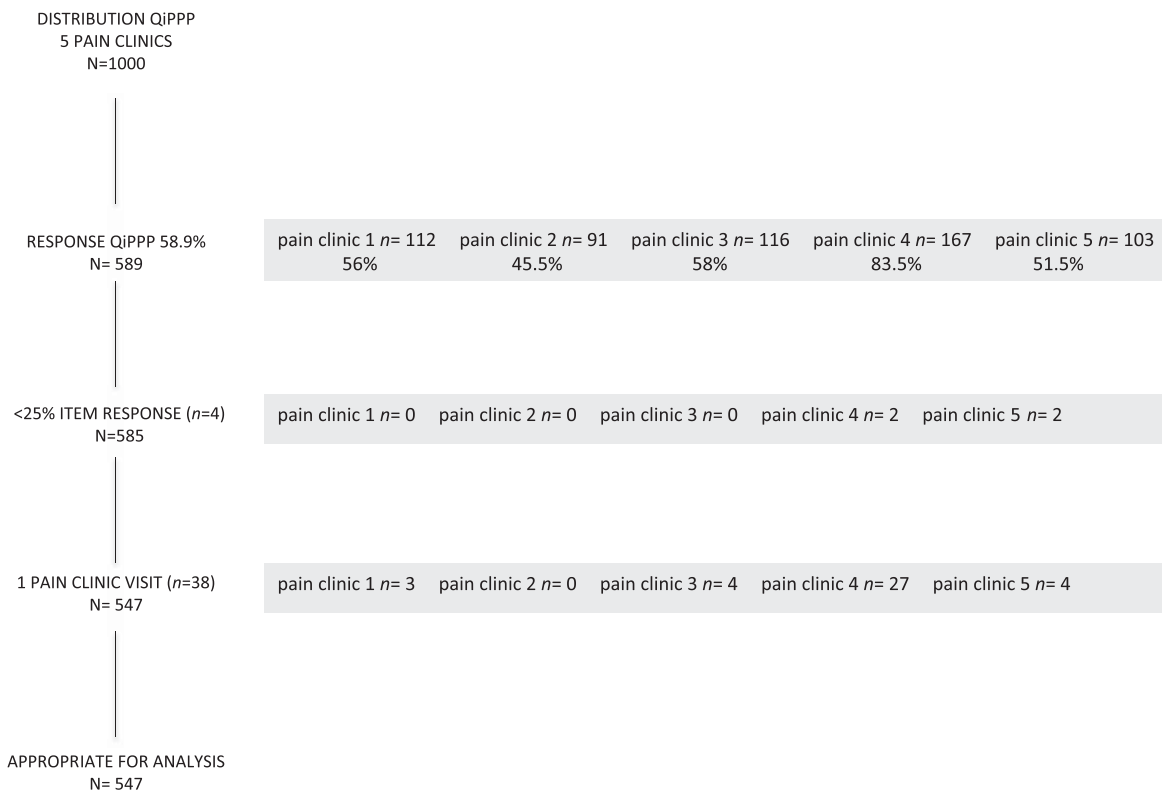 DISTRIBUTION QiPPP
5 PAIN CLINICS
N=1000
RESPONSE QiPPP 58.9%
N= 589
pain clinic 1 n= 112 pain clinic 2 n= 91 pain clinic 3 n= 116 pain clinic 4 n= 167 pain clinic 5 n= 103
56% 45.5% 58% 83.5% 51.5%
<25% ITEM RESPONSE (n=4)
N=585
pain clinic 1 n= 0 pain clinic 2 n= 0 pain clinic 3 n= 0 pain clinic 4 n= 2 pain clinic 5 n= 2
1 PAIN CLINIC VISIT (n=38)
N= 547
pain clinic 1 n= 3 pain clinic 2 n= 0 pain clinic 3 n= 4 pain clinic 4 n= 27 pain clinic 5 n= 4
APPROPRIATE FOR ANALYSIS
N= 547